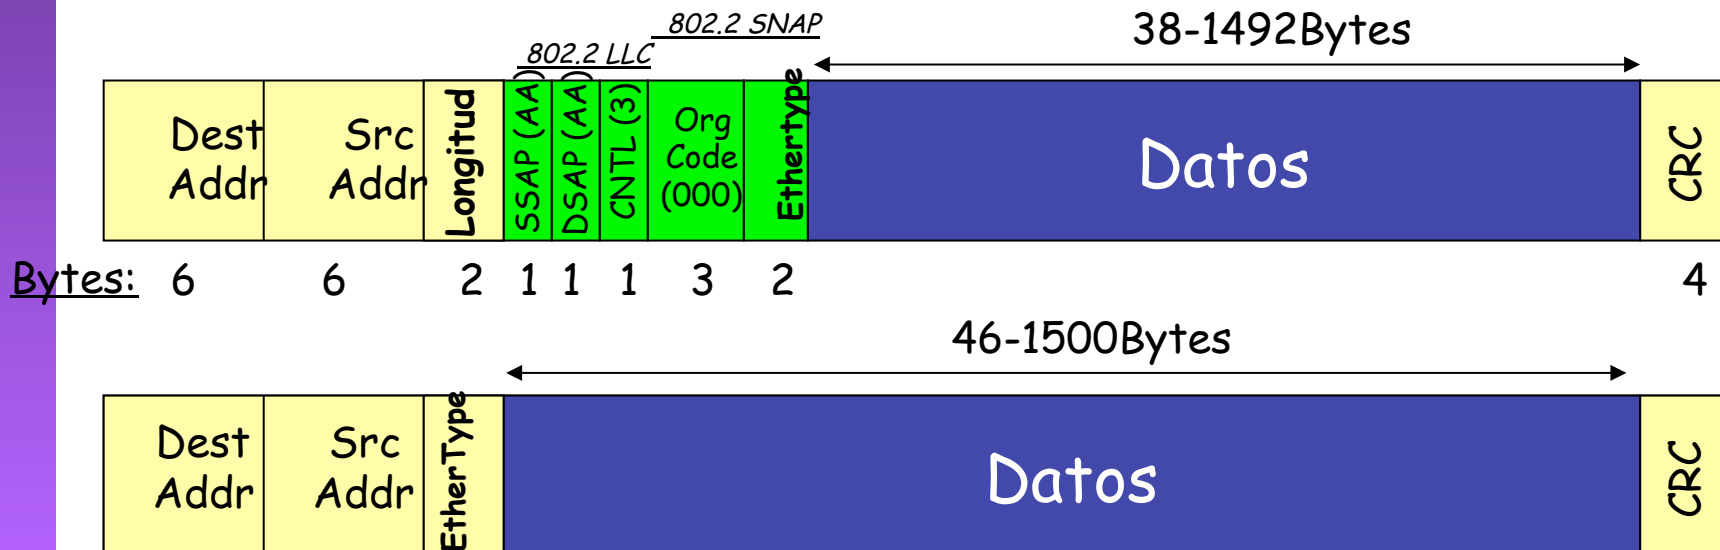 802.2 SNAP
802.2 LLC
38-1492Bytes
Dest
Addr
Src
Addr
Longitud
SSAP (AA)
DSAP (AA)
CNTL (3)
Org
Code
(000)
Ethertype
Datos
CRC
Bytes: 6 6 2 1 1 1 3 2 4
46-1500Bytes
Dest
Addr
Src
Addr
EtherType
Datos
CRC